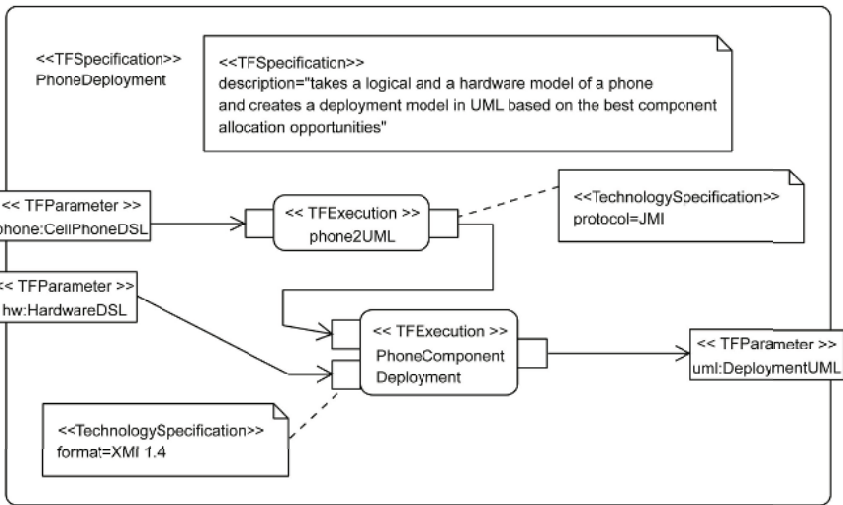 <<TFSpecification>>
PhoneDeployment
<<TFSpecification>>
description="takes a logical and a hardware model of a phone
and creates a deployment model in UML based on the best component
allocation opportunities"
<< TFParameter >>
phone:CellPhoneDSL
<< TFExecution >>
phone2UML
<<TechnologySpecification>>
protocol=JMI
<< TFParameter >>
hw:HardwareDSL
<< TFExecution >>
PhoneComponent
Deployment
<< TFParameter >>
uml:DeploymentUML
<<TechnologySpecification>>
format=XMI 1.4